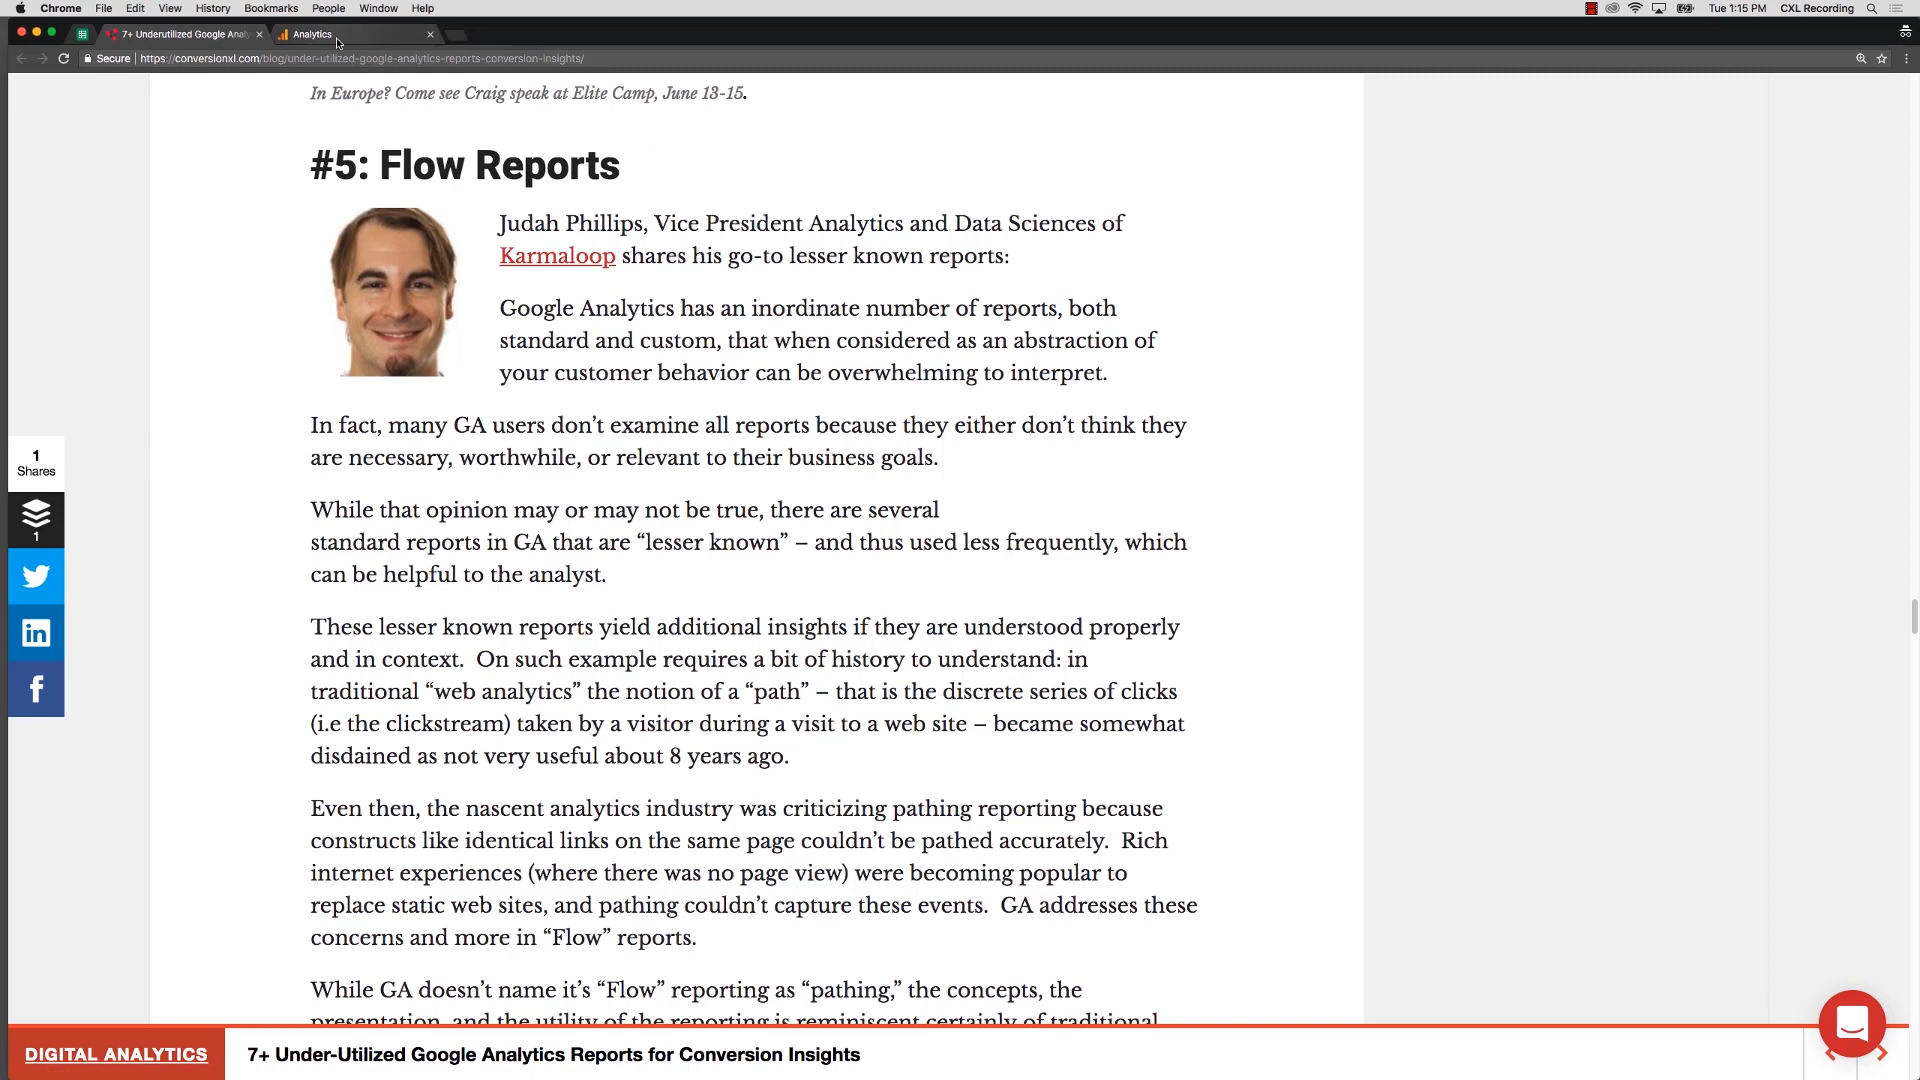 Chrome File Edit View History Bookmarks People Window Help
Tue 1:15 PM CXL Recording
7+ Underutilized Google Analy
Analytics
Secure https://conversionxl.com/blog/under-utilized-google-analytics-reports-conversion-insights/
In Europe? Come see Craig speak at Elite Camp, June 13-15.
#5: Flow Reports
Judah Phillips, Vice President Analytics and Data Sciences of
Karmaloop shares his go-to lesser known reports:
Google Analytics has an inordinate number of reports, both
standard and custom, that when considered as an abstraction of
your customer behavior can be overwhelming to interpret.
In fact, many GA users don’t examine all reports because they either don’t think they
are necessary, worthwhile, or relevant to their business goals.
1
Shares
1
While that opinion may or may not be true, there are several
standard reports in GA that are “lesser known” – and thus used less frequently, which
can be helpful to the analyst.
These lesser known reports yield additional insights if they are understood properly
and in context.  On such example requires a bit of history to understand: in
traditional “web analytics” the notion of a “path” – that is the discrete series of clicks
(i.e the clickstream) taken by a visitor during a visit to a web site – became somewhat
disdained as not very useful about 8 years ago.
Even then, the nascent analytics industry was criticizing pathing reporting because
constructs like identical links on the same page couldn’t be pathed accurately.  Rich
internet experiences (where there was no page view) were becoming popular to
replace static web sites, and pathing couldn’t capture these events.  GA addresses these
concerns and more in “Flow” reports.
While GA doesn’t name it’s “Flow” reporting as “pathing,” the concepts, the
presentation, and the utility of the reporting is reminiscent certainly of traditional
DIGITAL ANALYTICS
7+ Under-Utilized Google Analytics Reports for Conversion Insights